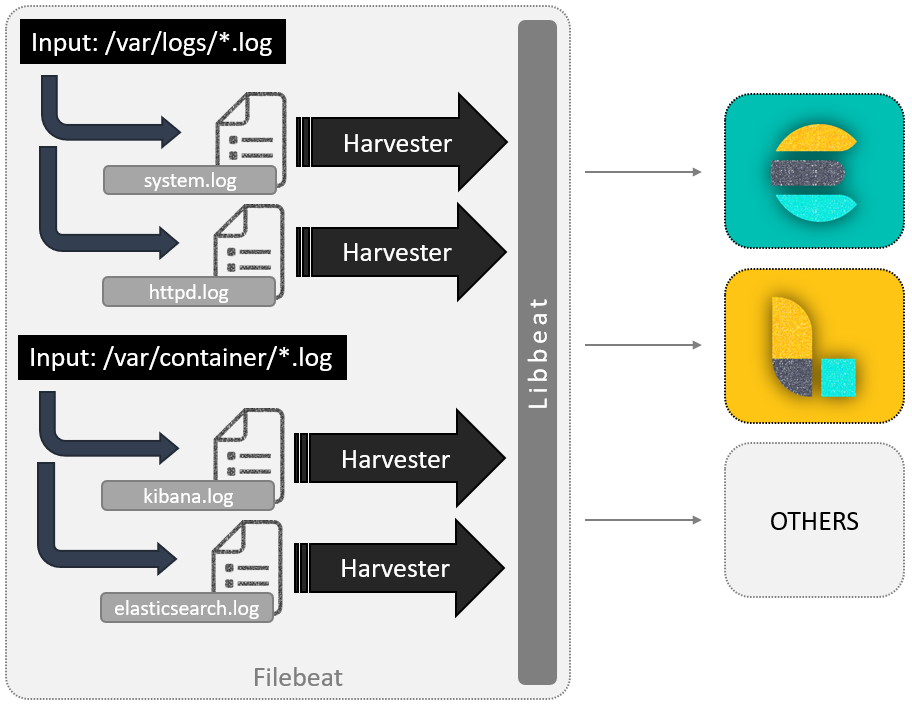 Input: /var/logs/*.log
system.log
Harvester
httpd.log
Harvester
Input: /var/container/*.log
kibana.log
Harvester
elasticsearch.log
Harvester
Libbeat
Filebeat
OTHERS